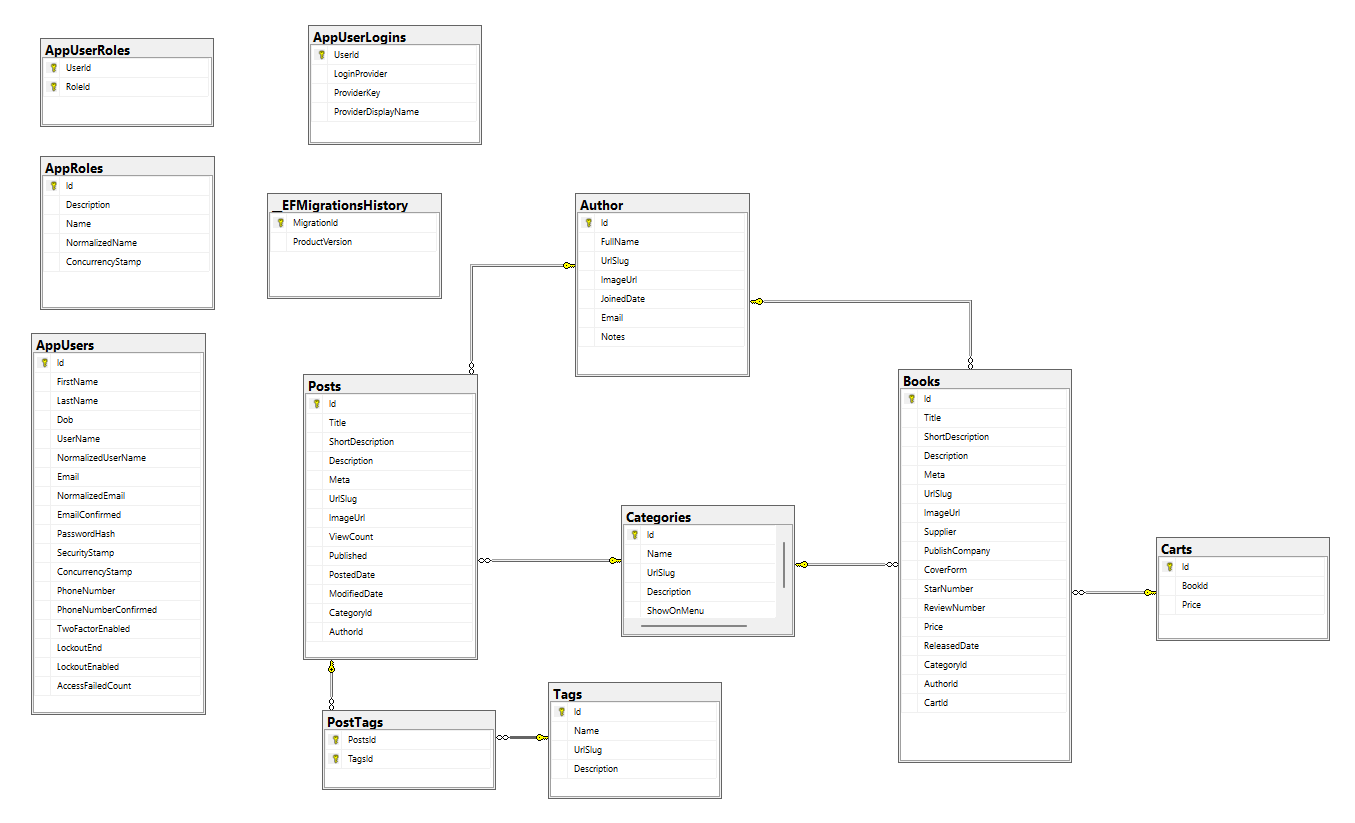 AppUserRoles
UserId
RoleId
AppUserLogins
UserId
LoginProvider
ProviderKey
ProviderDisplayName
AppRoles
Id
Description
Name
NormalizedName
ConcurrencyStamp
__EFMigrationsHistory
MigrationId
ProductVersion
Author
Id
FullName
UrlSlug
ImageUrl
JoinedDate
Email
Notes
AppUsers
Id
FirstName
LastName
Dob
UserName
NormalizedUserName
Email
NormalizedEmail
EmailConfirmed
PasswordHash
SecurityStamp
ConcurrencyStamp
PhoneNumber
PhoneNumberConfirmed
TwoFactorEnabled
LockoutEnd
LockoutEnabled
AccessFailedCount
Posts
Id
Title
ShortDescription
Description
Meta
UrlSlug
ImageUrl
ViewCount
Published
PostedDate
ModifiedDate
CategoryId
AuthorId
Categories
Id
Name
UrlSlug
Description
ShowOnMenu
Books
Id
Title
ShortDescription
Description
Meta
UrlSlug
ImageUrl
Supplier
PublishCompany
CoverForm
StarNumber
ReviewNumber
Price
ReleasedDate
CategoryId
AuthorId
CartId
Carts
Id
BookId
Price
PostTags
PostsId
TagsId
Tags
Id
Name
UrlSlug
Description